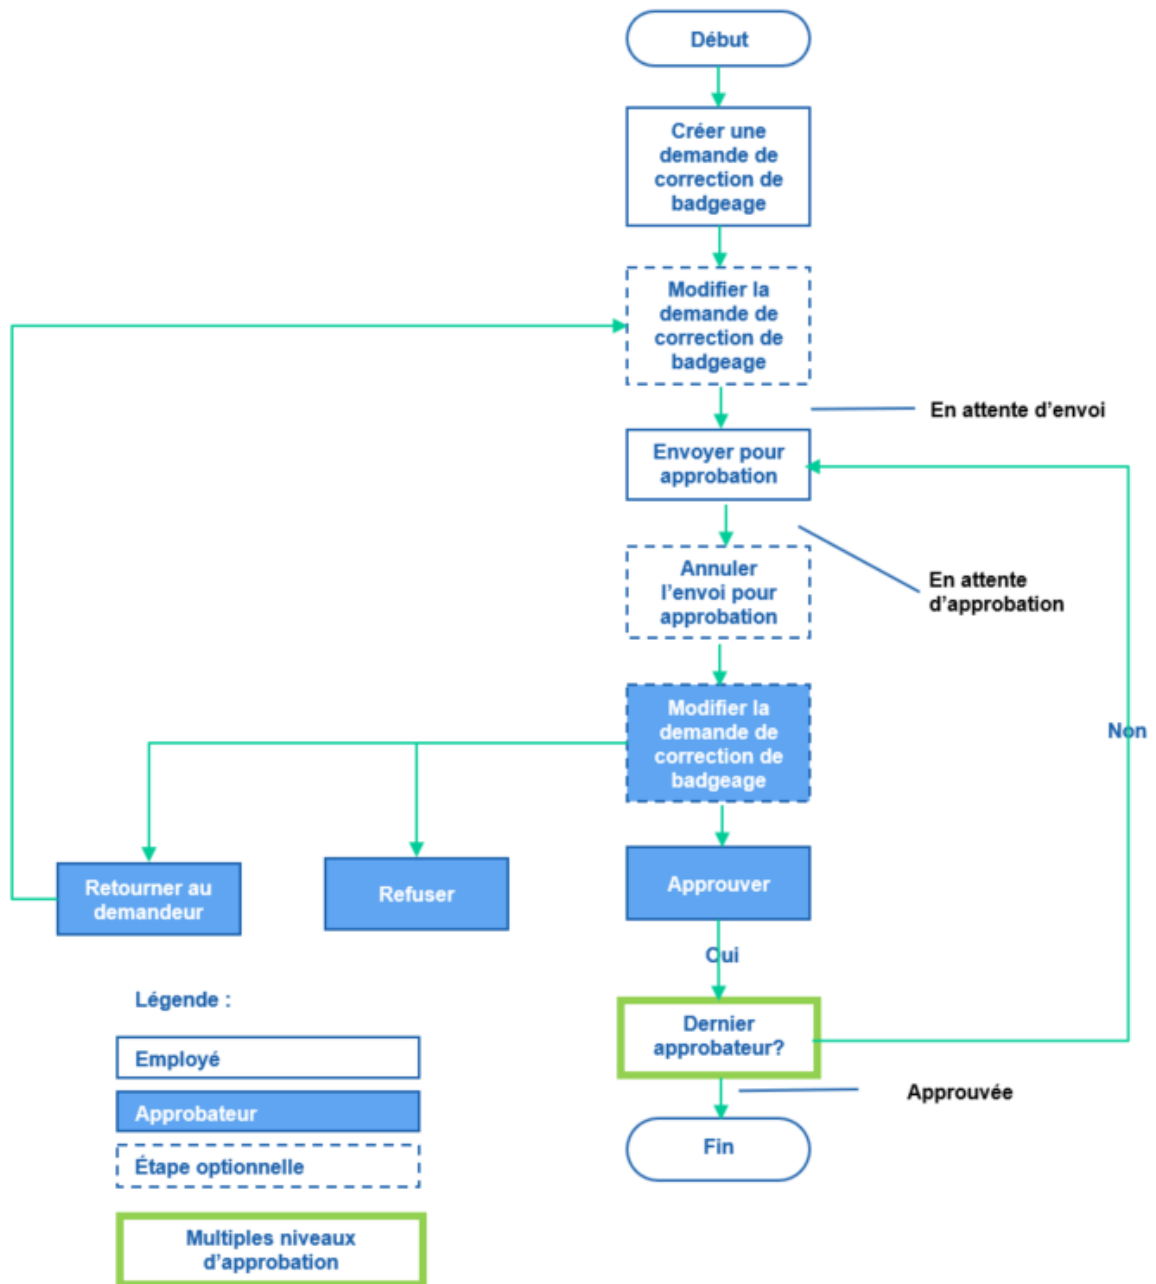 Début
Créer une
demande de
correction de
badgeage
Modifier la
demande de
correction de
badgeage
En attente d’envoi
Envoyer pour
approbation
Annuler
l’envoi pour
approbation
En attente
d’approbation
Modifier la
demande de
correction de
badgeage
Non
Retourner au
demandeur
Refuser
Approuver
Oui
Légende :
Dernier
approbateur?
Employé
Approuvée
Approbateur
Fin
Étape optionnelle
Multiples niveaux
d’approbation